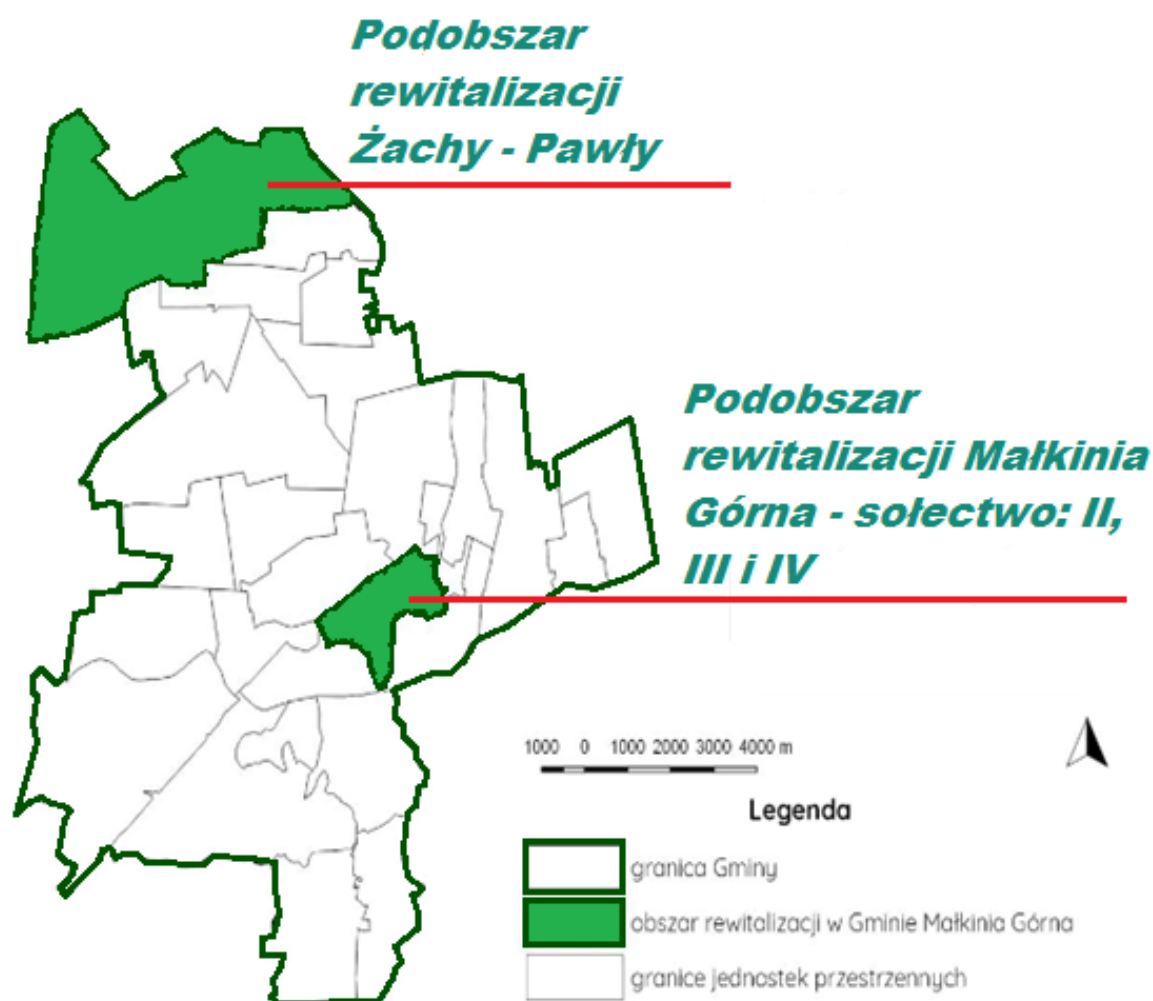 Podobszar
rewitalizacji
Żachy - Pawły
Podobszar
rewitalizacji Małkinia
Górna - sołectwo: II,
III i IV
1000 0 1000 2000 3000 4000 m
Legenda
granica Gminy
obszar rewitalizacji w Gminie Małkinia Górna
granice jednostek przestrzennych